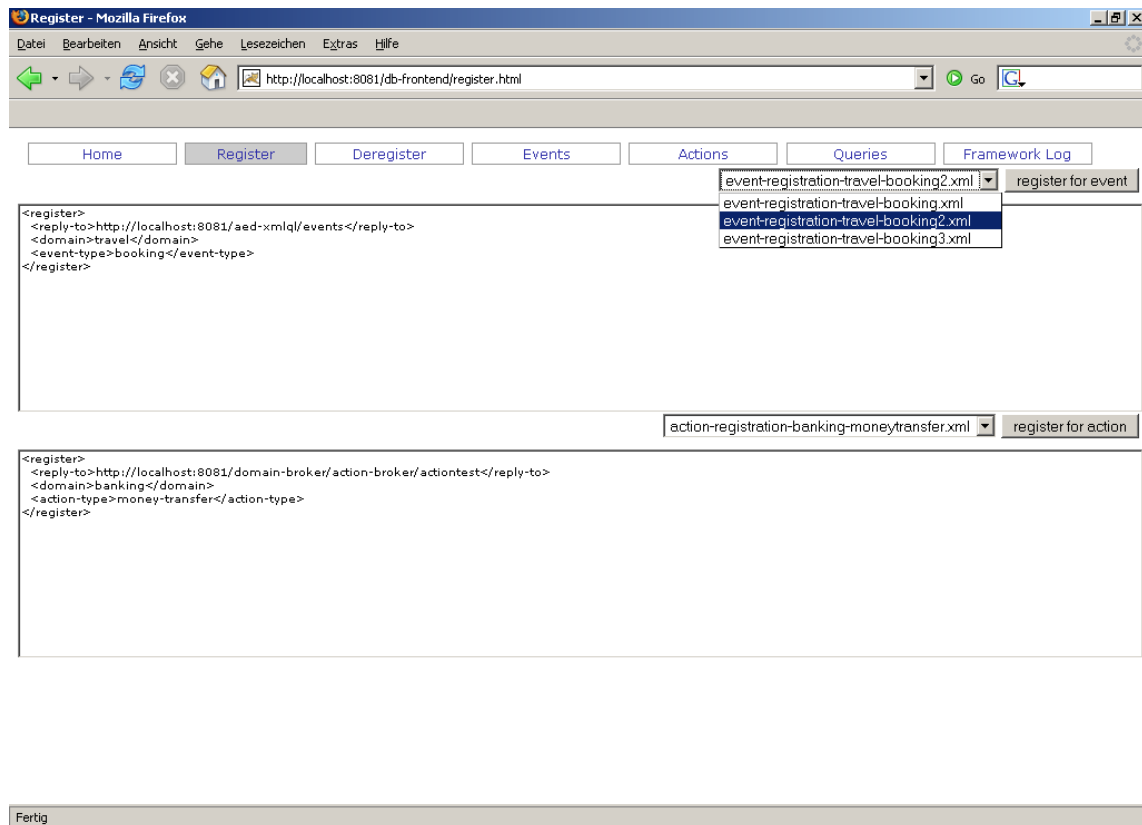 Register - Mozilla Firefox
Datei Bearbeiten Ansicht Gehe Lesezeichen Extras Hilfe
http://localhost:8081/db-frontend/register.html Go G
Home Register Deregister Events Actions Queries Framework Log
event-registration-travel-booking2.xml register for event
event-registration-travel-booking.xml
event-registration-travel-booking2.xml
event-registration-travel-booking3.xml
<register>
<reply-to>http://localhost:8081/aed-xmlql/events</reply-to>
<domain>travel</domain>
<event-type>booking</event-type>
</register>
action-registration-banking-moneytransfer.xml register for action
<register>
<reply-to>http://localhost:8081/domain-broker/action-broker/actiontest</reply-to>
<domain>banking</domain>
<action-type>money-transfer</action-type>
</register>
Fertig